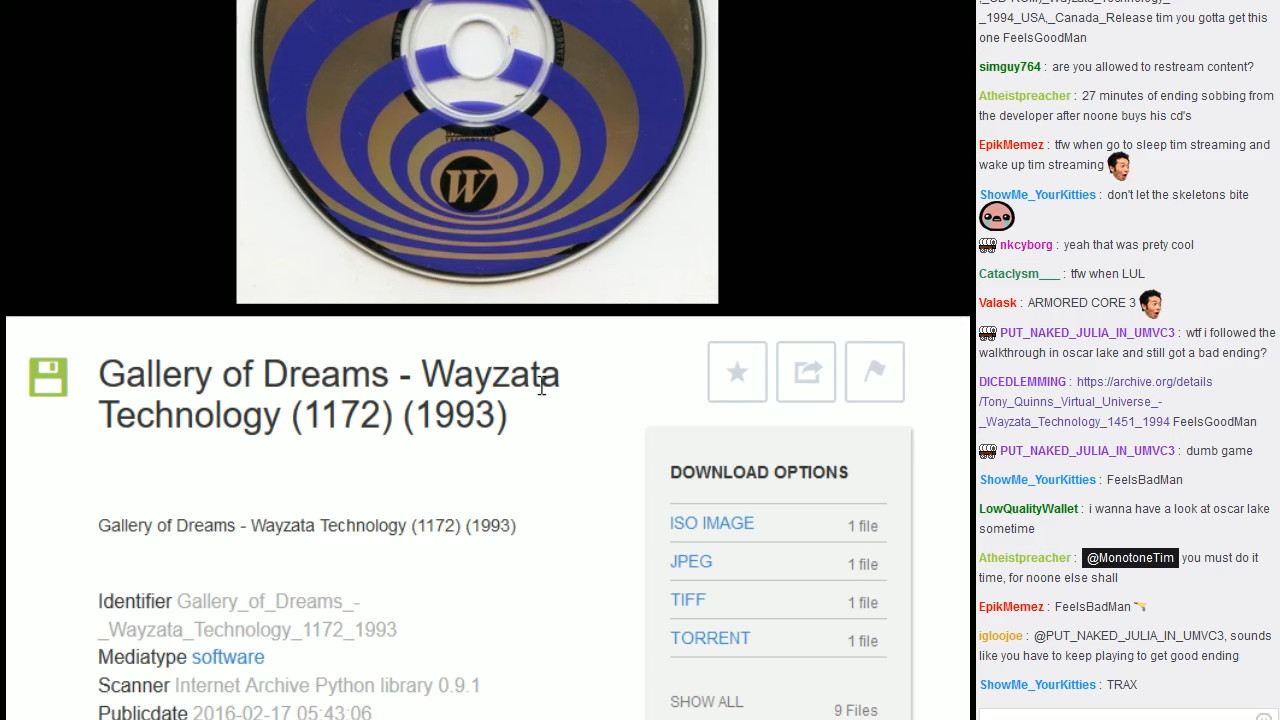 W
Gallery of Dreams - Wayzata
Technology (1172) (1993)
Gallery of Dreams - Wayzata Technology (1172) (1993)
Identifier Gallery_of_Dreams_-
_Wayzata_Technology_1172_1993
Mediatype software
Scanner Internet Archive Python library 0.9.1
Publicdate 2016-02-17 05:43:06
DOWNLOAD OPTIONS
ISO IMAGE 1 file
JPEG 1 file
TIFF 1 file
TORRENT 1 file
SHOW ALL 9 Files
_1994_USA,_Canada_Release tim you gotta get this
one FeelsGoodMan
simguy764 : are you allowed to restream content?
Atheistpreacher : 27 minutes of ending sobbing from
the developer after noone buys his cd's
EpikMemez : tfw when go to sleep tim streaming and
wake up tim streaming
ShowMe_YourKitties : don't let the skeletons bite
nkcyborg : yeah that was prety cool
Cataclysm___ : tfw when LUL
Valask : ARMORED CORE 3
PUT_NAKED_JULIA_IN_UMVC3 : wtf i followed the
walkthrough in oscar lake and still got a bad ending?
DICEDLEMMING : https://archive.org/details
/Tony_Quinns_Virtual_Universe_-
_Wayzata_Technology_1451_1994 FeelsGoodMan
PUT_NAKED_JULIA_IN_UMVC3 : dumb game
ShowMe_YourKitties : FeelsBadMan
LowQualityWallet : i wanna have a look at oscar lake
sometime
Atheistpreacher : @MonotoneTim you must do it
time, for noone else shall
EpikMemez : FeelsBadMan
igloojoe : @PUT_NAKED_JULIA_IN_UMVC3, sounds
like you have to keep playing to get good ending
ShowMe_YourKitties : TRAX